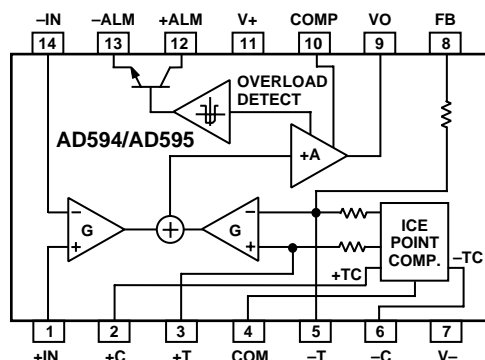 –IN –ALM +ALM V+ COMP VO FB
14 13 12 11 10 9 8
OVERLOAD
DETECT
AD594/AD595
+A
– G +
+
G – +
ICE
POINT
COMP.
+TC
–TC
1 2 3 4 5 6 7
+IN +C +T COM –T –C V–